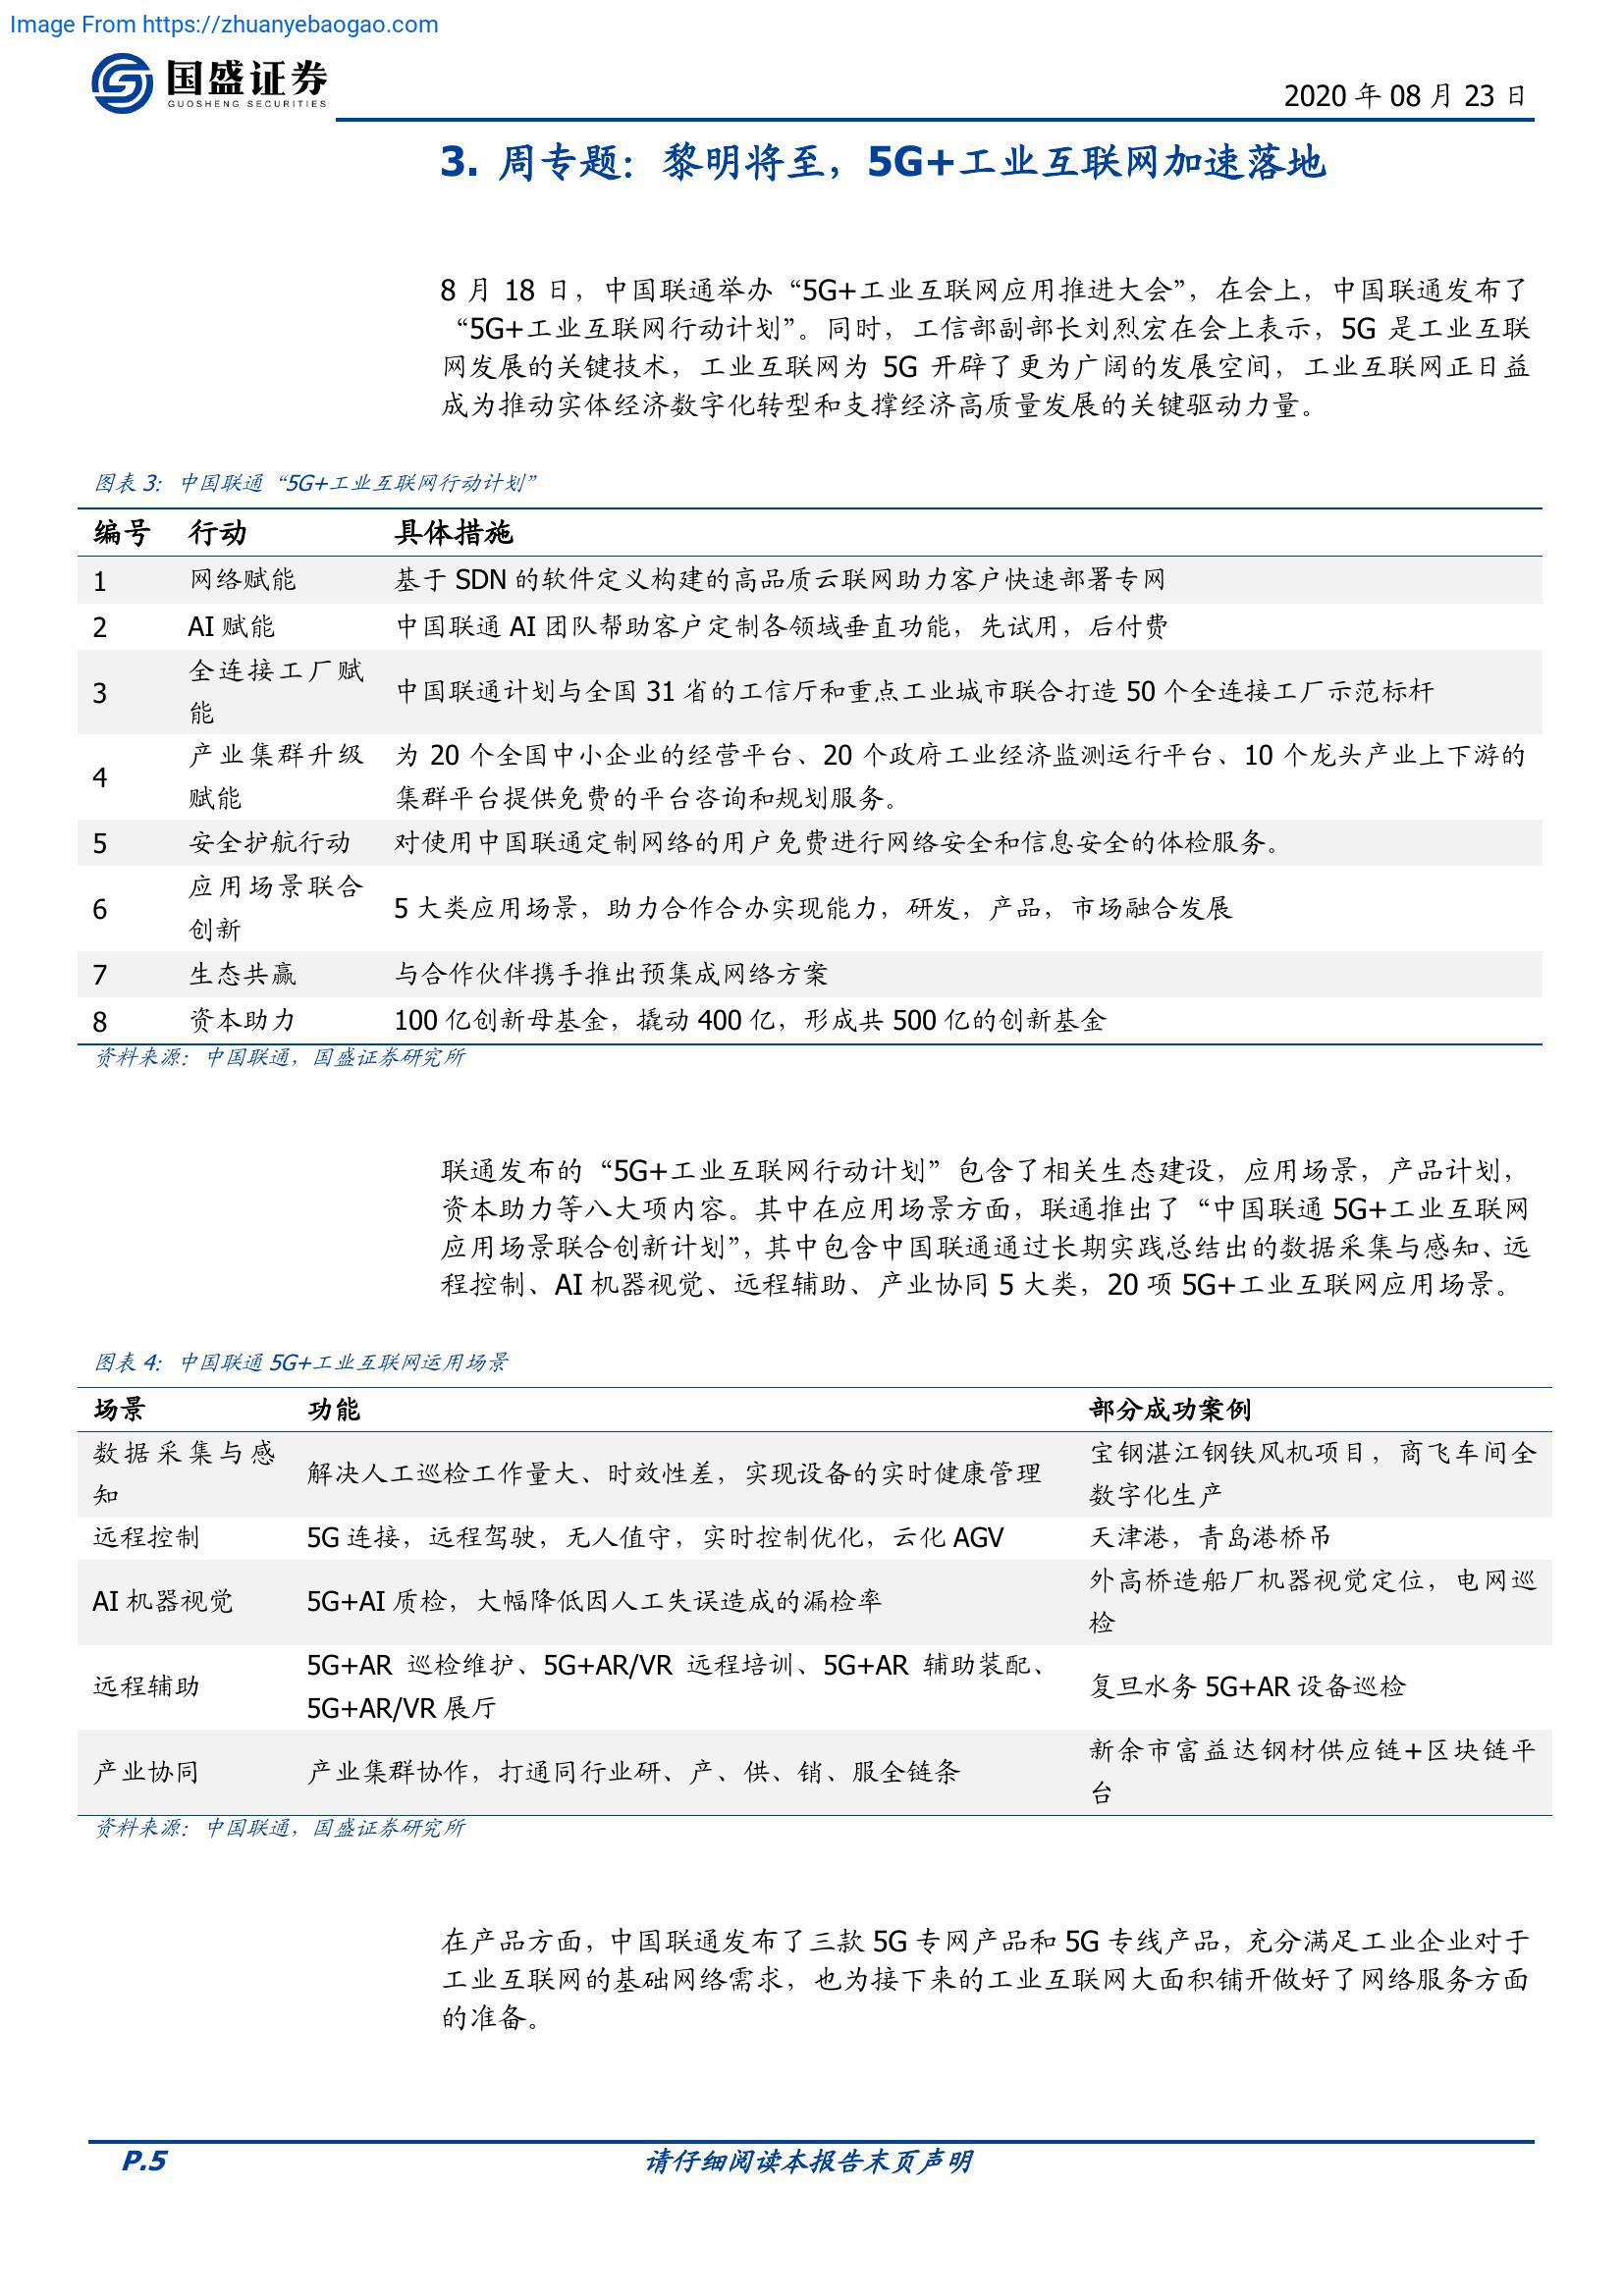 Image From https://zhuanyebaogao.com
国盛证券
GUOSHENG SECURITIES
2020 年 08 月 23 日
3. 周专题：黎明将至，5G+工业互联网加速落地
8 月 18 日，中国联通举办“5G+工业互联网应用推进大会”，在会上，中国联通发布了
“5G+工业互联网行动计划”。同时，工信部副部长刘烈宏在会上表示，5G 是工业互联
网发展的关键技术，工业互联网为 5G 开辟了更为广阔的发展空间，工业互联网正日益
成为推动实体经济数字化转型和支撑经济高质量发展的关键驱动力量。
图表 3：中国联通“5G+工业互联网行动计划”
编号 行动 具体措施
1 网络赋能 基于 SDN 的软件定义构建的高品质云联网助力客户快速部署专网
2 AI 赋能 中国联通 AI 团队帮助客户定制各领域垂直功能，先试用，后付费
3 全连接工厂赋
能 中国联通计划与全国 31 省的工信厅和重点工业城市联合打造 50 个全连接工厂示范标杆
4 产业集群升级 为 20 个全国中小企业的经营平台、20 个政府工业经济监测运行平台、10 个龙头产业上下游的
赋能 集群平台提供免费的平台咨询和规划服务。
5 安全护航行动 对使用中国联通定制网络的用户免费进行网络安全和信息安全的体检服务。
6 应用场景联合
创新 5 大类应用场景，助力合作合办实现能力，研发，产品，市场融合发展
7 生态共赢 与合作伙伴携手推出预集成网络方案
8 资本助力 100 亿创新母基金，撬动 400 亿，形成共 500 亿的创新基金
资料来源：中国联通，国盛证券研究所
联通发布的“5G+工业互联网行动计划”包含了相关生态建设，应用场景，产品计划，
资本助力等八大项内容。其中在应用场景方面，联通推出了“中国联通 5G+工业互联网
应用场景联合创新计划”，其中包含中国联通通过长期实践总结出的数据采集与感知、远
程控制、AI 机器视觉、远程辅助、产业协同 5 大类，20 项 5G+工业互联网应用场景。
图表 4：中国联通 5G+工业互联网运用场景
场景 功能 部分成功案例
数据采集与感
知 解决人工巡检工作量大、时效性差，实现设备的实时健康管理 宝钢湛江钢铁风机项目，商飞车间全
数字化生产
远程控制 5G 连接，远程驾驶，无人值守，实时控制优化，云化 AGV 天津港，青岛港桥吊
AI 机器视觉 5G+AI 质检，大幅降低因人工失误造成的漏检率 外高桥造船厂机器视觉定位，电网巡
检
远程辅助 5G+AR 巡检维护、5G+AR/VR 远程培训、5G+AR 辅助装配、
5G+AR/VR 展厅 复旦水务 5G+AR 设备巡检
产业协同 产业集群协作，打通同行业研、产、供、销、服全链条 新余市富益达钢材供应链+区块链平
台
资料来源：中国联通，国盛证券研究所
在产品方面，中国联通发布了三款 5G 专网产品和 5G 专线产品，充分满足工业企业对于
工业互联网的基础网络需求，也为接下来的工业互联网大面积铺开做好了网络服务方面
的准备。
P.5 请仔细阅读本报告末页声明